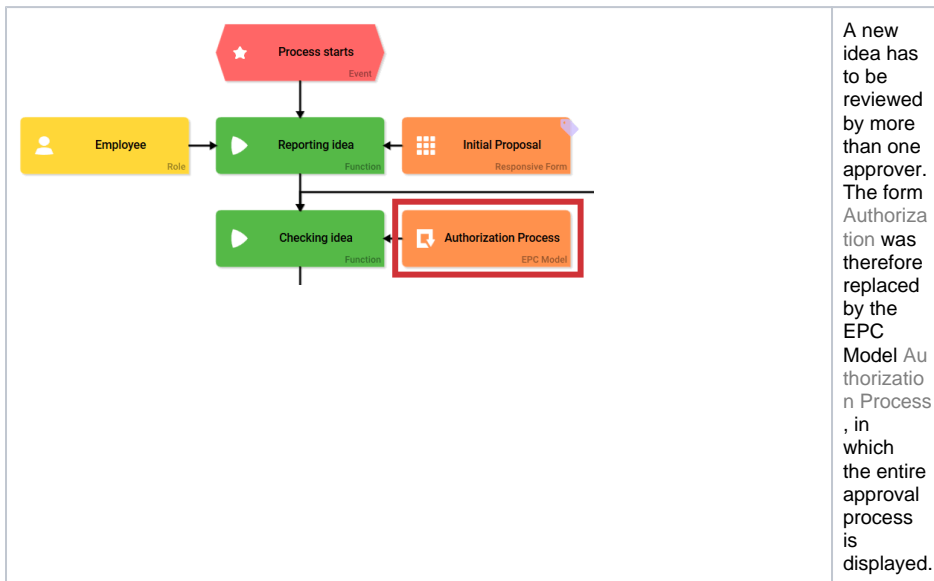 Process starts
Event
Employee
Role
Reporting idea
Function
Initial Proposal
Responsive Form
Checking idea
Function
Authorization Process
EPC Model
A new
idea has
to be
reviewed
by more
than one
approver.
The form
Authoriza
tion was
therefore
replaced
by the
EPC
Model Au
thorizatio
n Process
, in
which
the entire
approval
process
is
displayed.